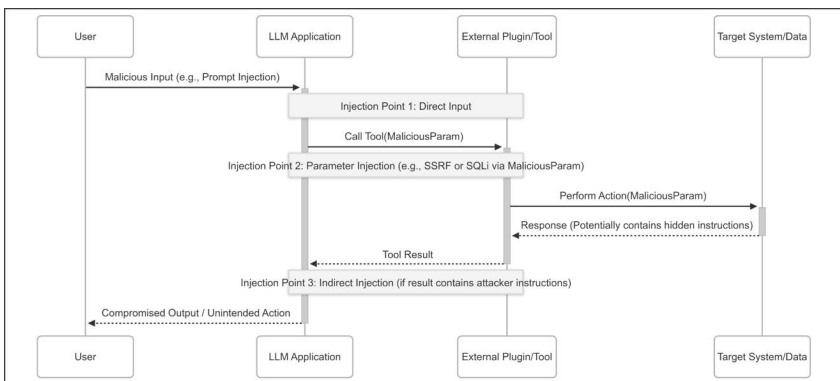 User
LLM Application
External Plugin/Tool
Target System/Data
Malicious Input (e.g., Prompt Injection)
Injection Point 1: Direct Input
Call Tool(MaliciousParam)
Injection Point 2: Parameter Injection (e.g., SSRF or SQLi via MaliciousParam)
Perform Action(MaliciousParam)
Response (Potentially contains hidden instructions)
Tool Result
Injection Point 3: Indirect Injection (if result contains attacker instructions)
Compromised Output / Unintended Action
User
LLM Application
External Plugin/Tool
Target System/Data